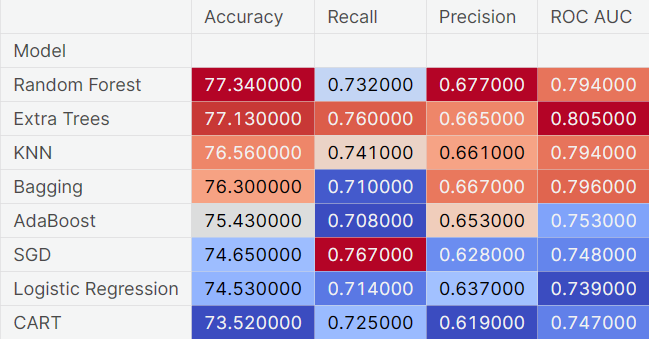 Accuracy Recall Precision ROC AUC
Model
Random Forest 77.340000 0.732000 0.677000 0.794000
Extra Trees 77.130000 0.760000 0.665000 0.805000
KNN 76.560000 0.741000 0.661000 0.794000
Bagging 76.300000 0.710000 0.667000 0.796000
AdaBoost 75.430000 0.708000 0.653000 0.753000
SGD 74.650000 0.767000 0.628000 0.748000
Logistic Regression 74.530000 0.714000 0.637000 0.739000
CART 73.520000 0.725000 0.619000 0.747000